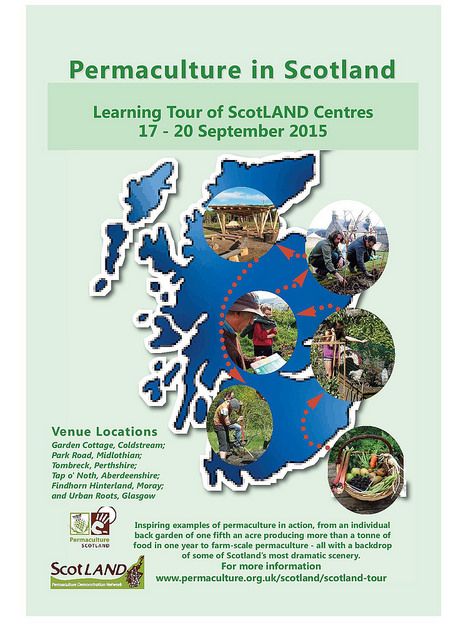 Permaculture in Scotland
Learning Tour of ScotLAND Centres
17 - 20 September 2015
Venue Locations
Garden Cottage, Coldstream;
Park Road, Midlothian;
Tombreck, Perthshire;
Tap o' Noth, Aberdeenshire;
Findhorn Hinterland, Moray;
and Urban Roots, Glasgow
Permaculture
SCOTLAND
ScotLAND
Permaculture Demonstration Network
Inspiring examples of permaculture in action, from an individual
back garden of one fifth an acre producing more than a tonne of
food in one year to farm-scale permaculture - all with a backdrop
of some of Scotland's most dramatic scenery.
For more information
www.permaculture.org.uk/scotland/scotland-tour